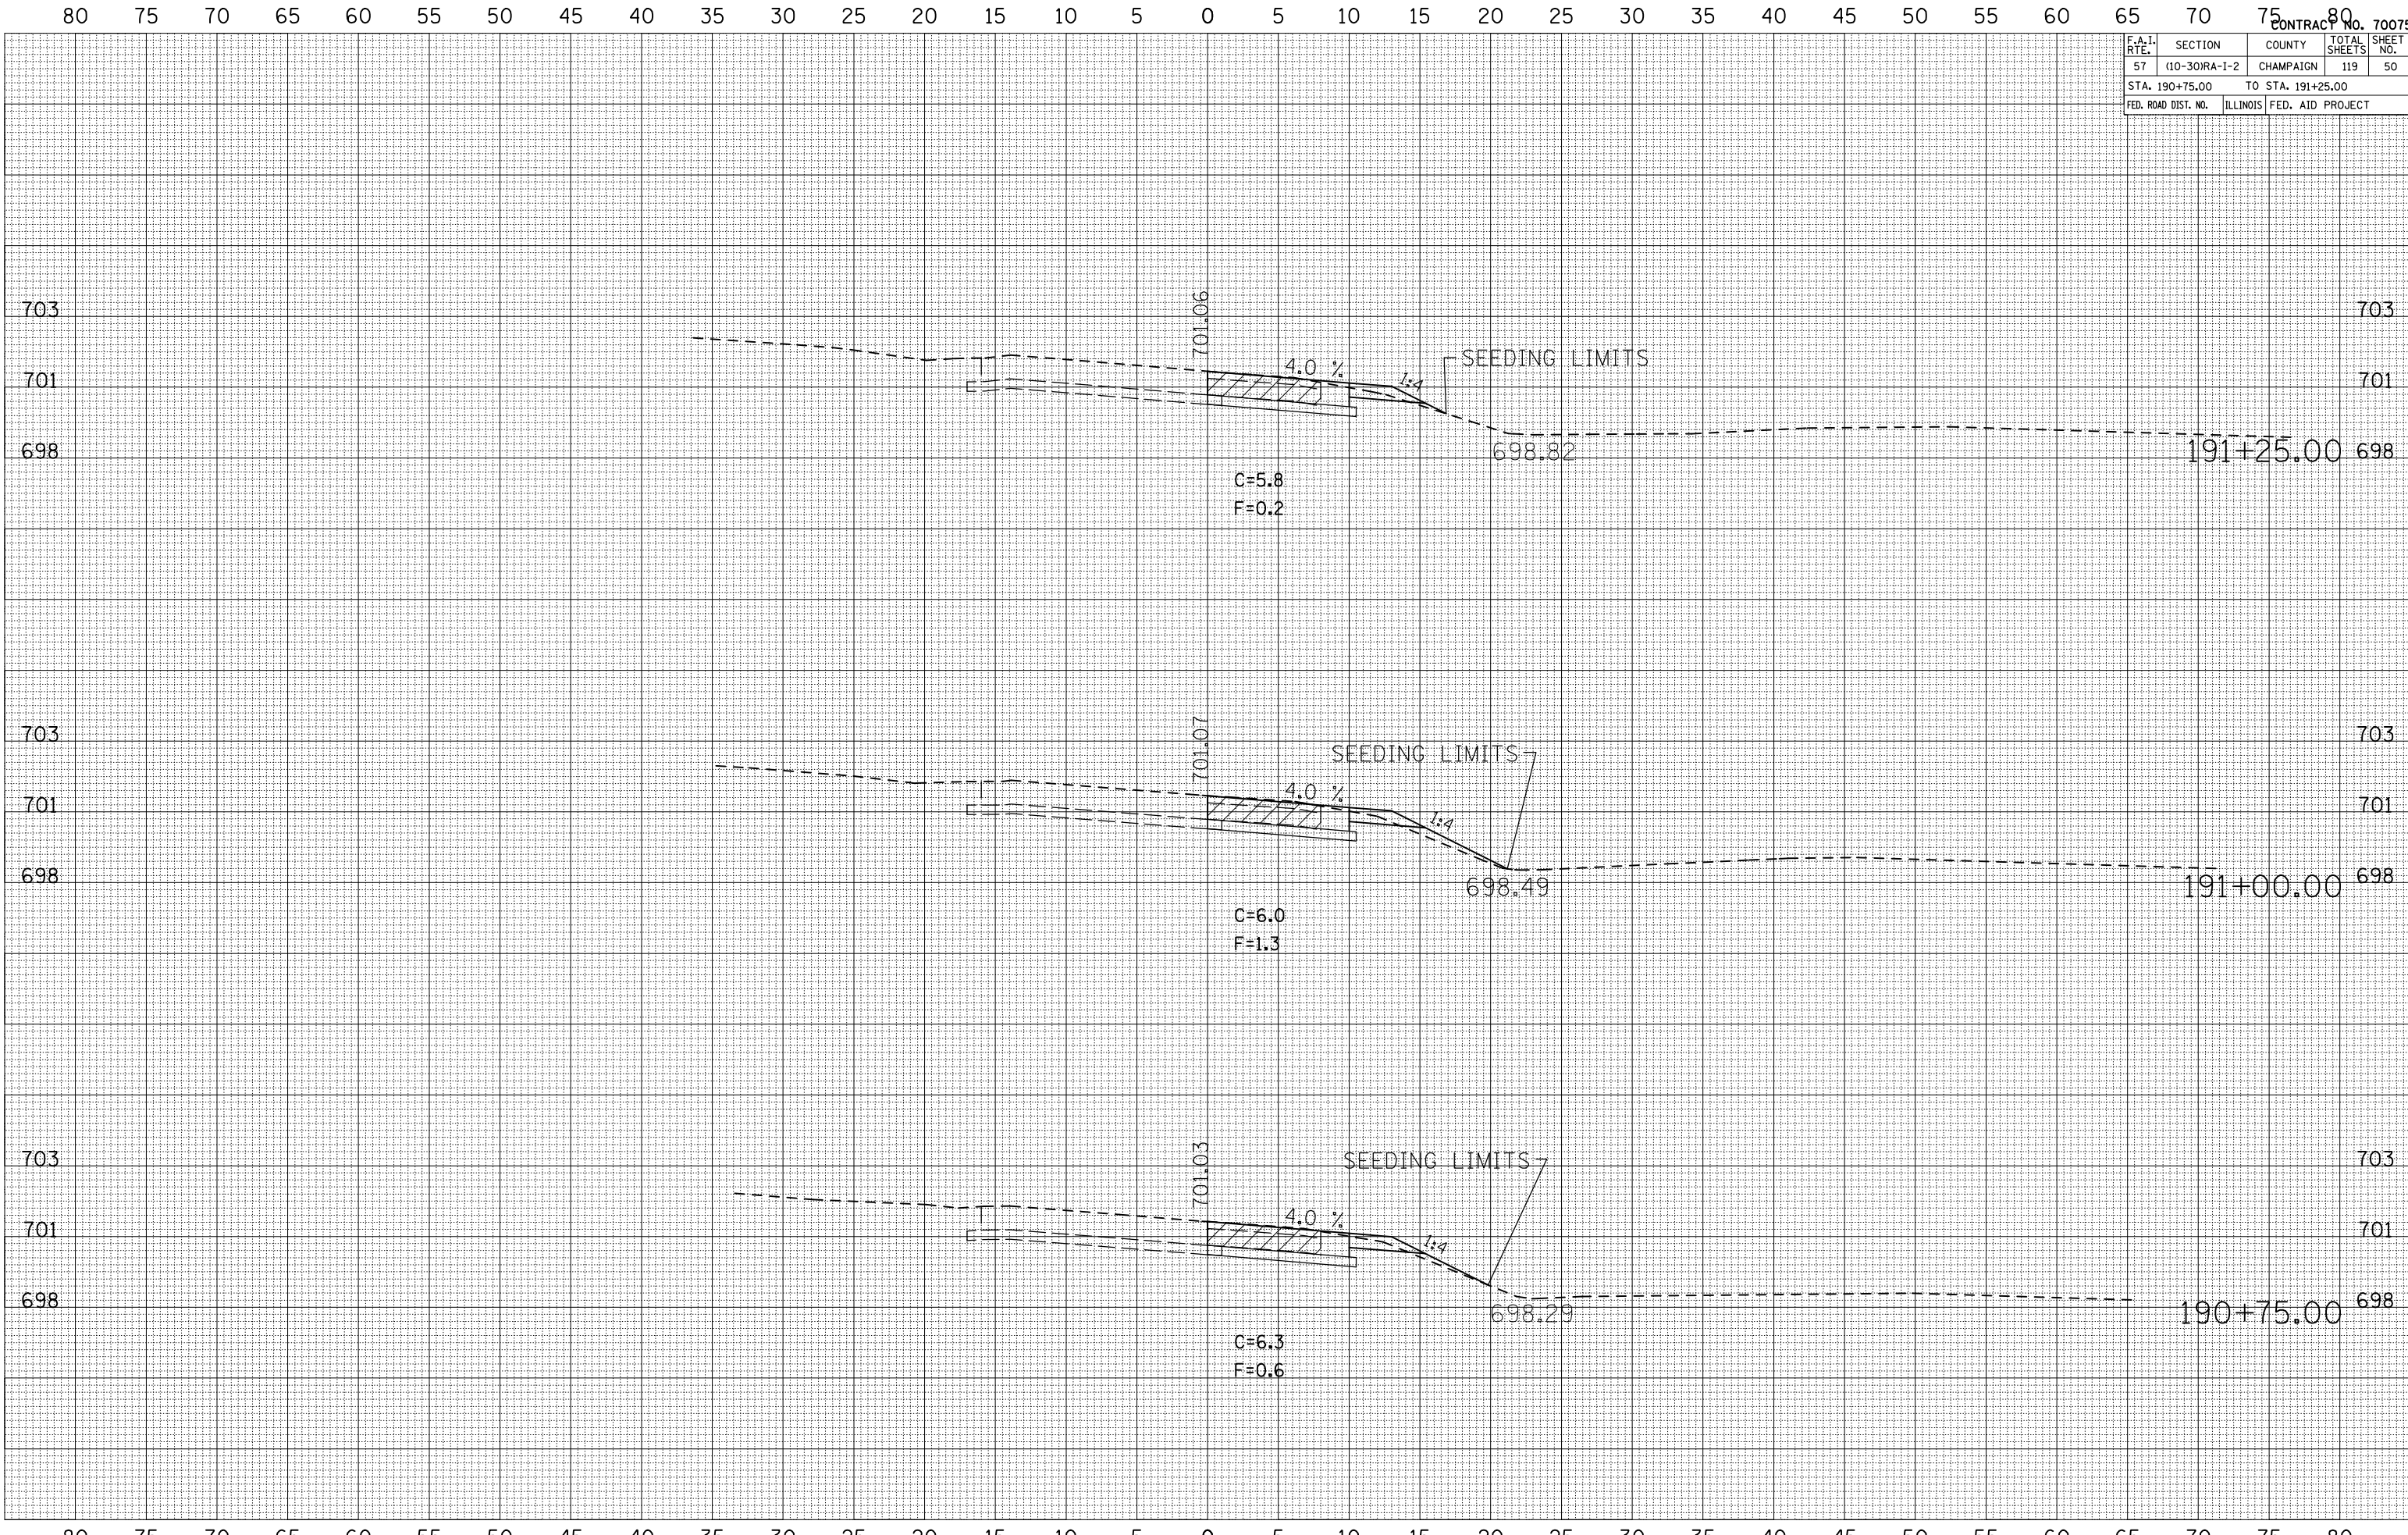 80 75 70 65 60 55 50 45 40 35 30 25 20 15 10 5 0 5 10 15 20 25 30 35 40 45 50 55 60 65 70 75 80
CONTRACT NO. 70075
F.A.I. RTE. SECTION COUNTY TOTAL SHEETS SHEET NO.
57 (10-30)RA-I-2 CHAMPAIGN 119 50
STA. 190+75.00 TO STA. 191+25.00
FED. ROAD DIST. NO. ILLINOIS FED. AID PROJECT
703 701.06 703
4.0 % 1:4 SEEDING LIMITS
701 701
698 698.82 191+25.00 698
C=5.8
F=0.2
703 701.07 703
SEEDING LIMITS
701 4.0 % 1:4 701
698 698.49 191+00.00 698
C=6.0
F=1.3
703 701.03 703
SEEDING LIMITS
701 4.0 % 1:4 701
698 698.29 190+75.00 698
C=6.3
F=0.6
80 75 70 65 60 55 50 45 40 35 30 25 20 15 10 5 0 5 10 15 20 25 30 35 40 45 50 55 60 65 70 75 80